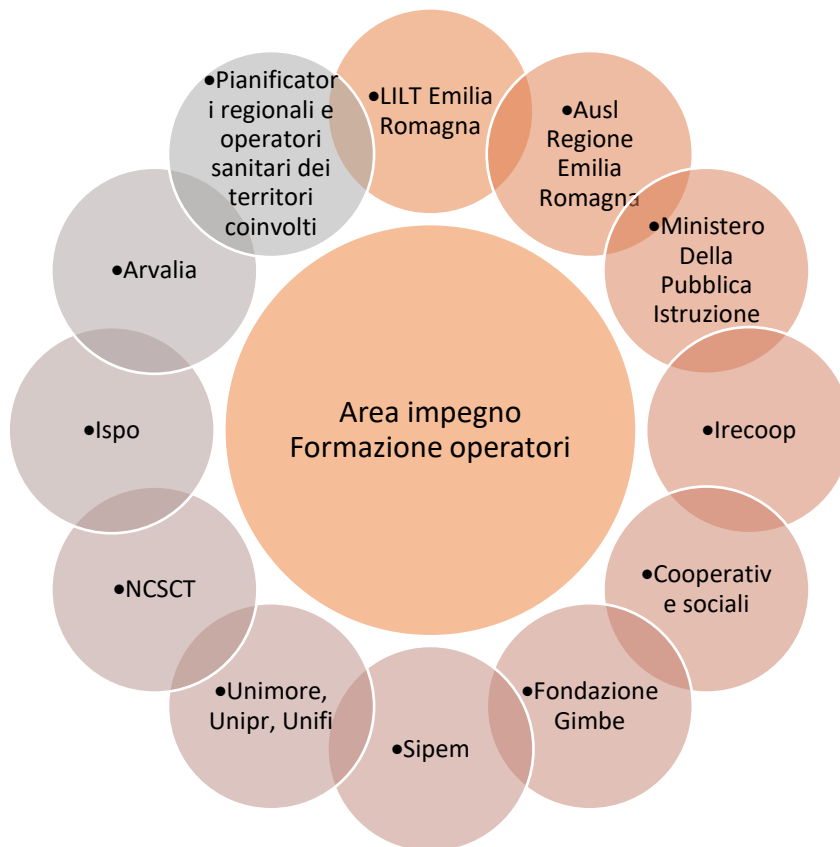 •LILT Emilia
Romagna
•Ausl
Regione
Emilia
Romagna
•Ministero
Della
Pubblica
Istruzione
•Irecoop
•Cooperativ
e sociali
•Fondazione
Gimbe
•Sipem
•Unimore,
Unipr, Unifi
•NCSCT
•Ispo
•Arvalia
•Pianificator
i regionali e
operatori
sanitari dei
territori
coinvolti
Area impegno
Formazione operatori